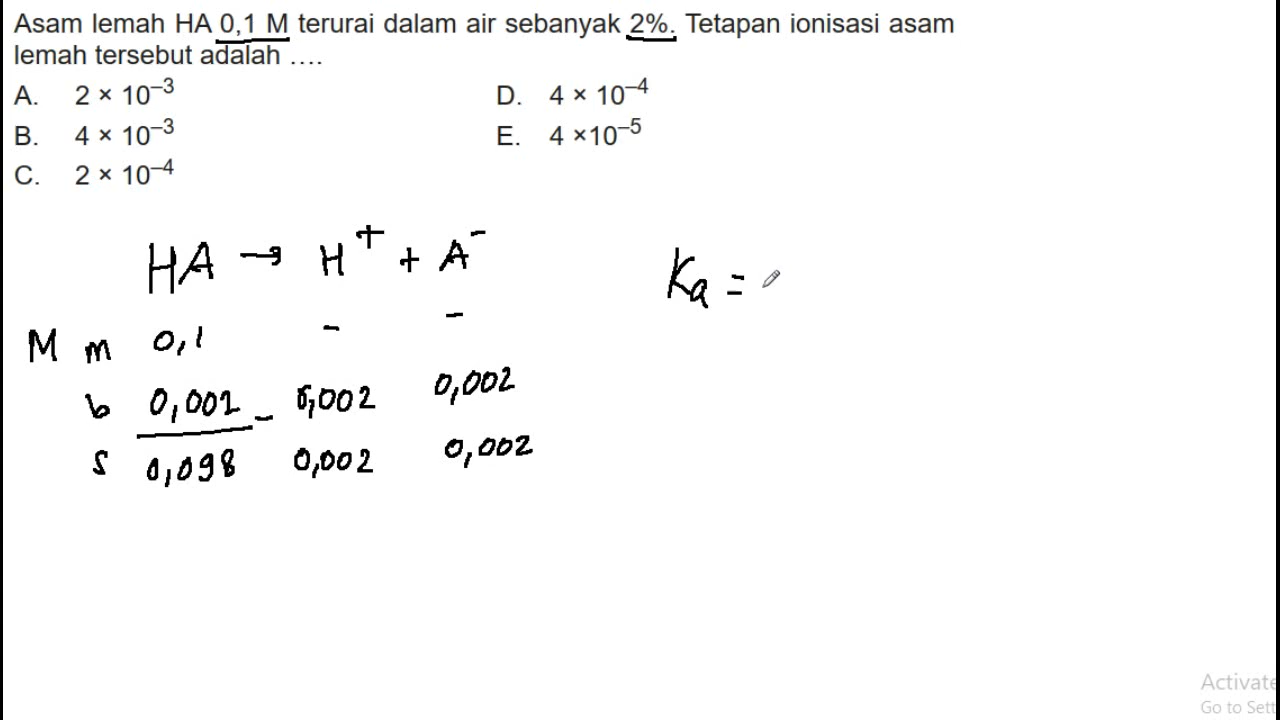 Asam lemah HA 0,1 M terurai dalam air sebanyak 2%. Tetapan ionisasi asam
lemah tersebut adalah ....
A. 2 × 10⁻³
B. 4 × 10⁻³
C. 2 × 10⁻⁴
D. 4 × 10⁻⁴
E. 4 ×10⁻⁵
HA → H⁺ + A⁻
M m 0,1 - -
b 0,002 - 0,002 0,002
s 0,098 0,002 0,002
Ka =
Activate
Go to Sett